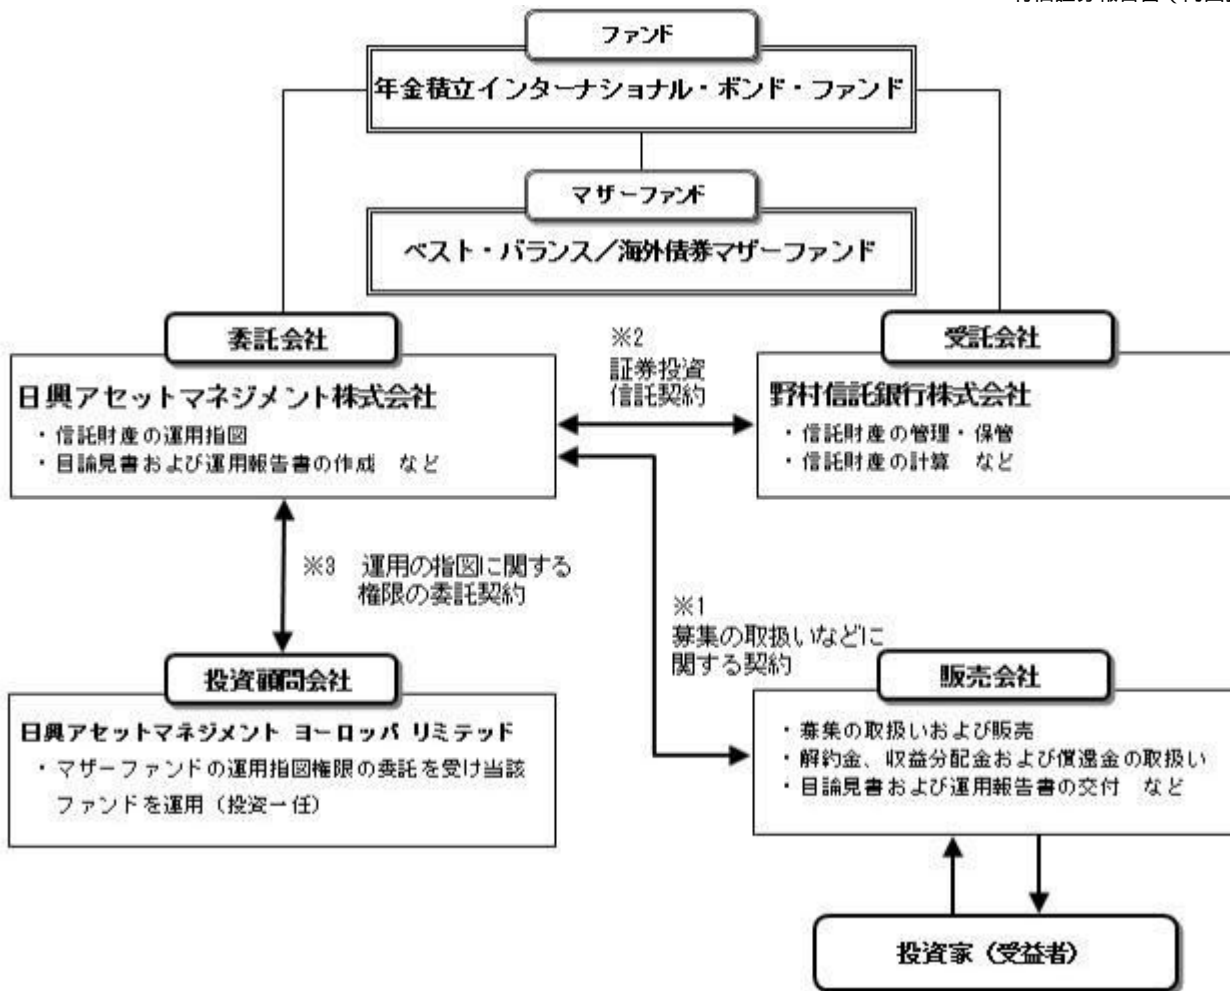 ファンド
年金積立インターナショナル・ボンド・ファンド
マザーファンド
ベスト・バランス／海外債券マザーファンド
委託会社
日興アセットマネジメント株式会社
・信託財産の運用指図
・目論見書および運用報告書の作成　など
※2
証券投資
信託契約
受託会社
野村信託銀行株式会社
・信託財産の管理・保管
・信託財産の計算　など
※3　運用の指図に関する
権限の委託契約
※1
募集の取扱いなどに
関する契約
投資顧問会社
日興アセットマネジメント ヨーロッパ リミテッド
・マザーファンドの運用指図権限の委託を受け当該
ファンドを運用（投資一任）
販売会社
・募集の取扱いおよび販売
・解約金、収益分配金および償還金の取扱い
・目論見書および運用報告書の交付　など
投資家（受益者）